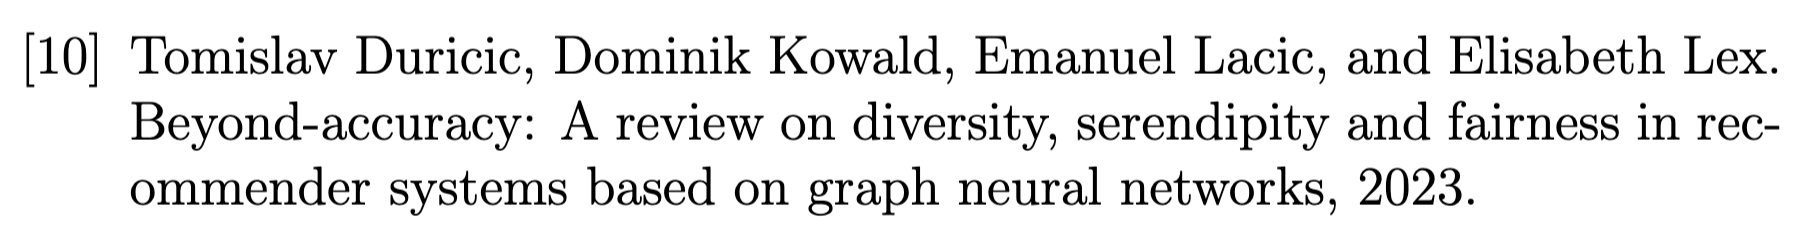 [10] Tomislav Duricic, Dominik Kowald, Emanuel Lacic, and Elisabeth Lex.
Beyond-accuracy: A review on diversity, serendipity and fairness in rec-
ommender systems based on graph neural networks, 2023.